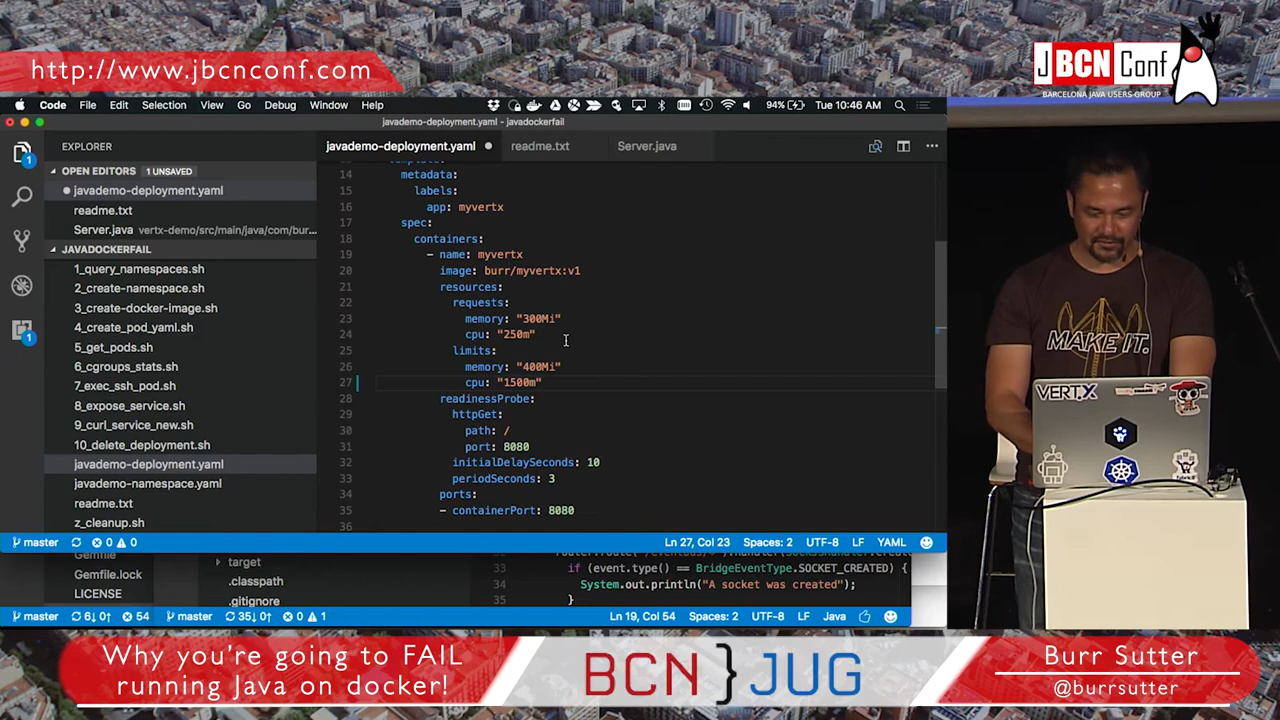 http://www.jbcnconf.com
JBCNConf
BARCELONA JAVA USERS GROUP
Code File Edit Selection View Go Debug Window Help
94% Tue 10:46 AM
javademo-deployment.yaml - javadockerfail
EXPLORER
OPEN EDITORS 1 UNSAVED
javademo-deployment.yaml
readme.txt
Server.java vertx-demo/src/main/java/com/bur...
JAVADOCKERFAIL
1_query_namespaces.sh
2_create-namespace.sh
3_create-docker-image.sh
4_create_pod_yaml.sh
5_get_pods.sh
6_cgroups_stats.sh
7_exec_ssh_pod.sh
8_expose_service.sh
9_curl_service_new.sh
10_delete_deployment.sh
javademo-deployment.yaml
javademo-namespace.yaml
readme.txt
z_cleanup.sh
1
1
javademo-deployment.yaml readme.txt Server.java
14 metadata:
15 labels:
16 app: myvertx
17 spec:
18 containers:
19 - name: myvertx
20 image: burr/myvertx:v1
21 resources:
22 requests:
23 memory: "300Mi"
24 cpu: "250m"
25 limits:
26 memory: "400Mi"
27 cpu: "1500m"
28 readinessProbe:
29 httpGet:
30 path: /
31 port: 8080
32 initialDelaySeconds: 10
33 periodSeconds: 3
34 ports:
35 - containerPort: 8080
36
master 0 0 Ln 27, Col 23 Spaces: 2 UTF-8 LF YAML
Gemfile
Gemfile.lock
LICENSE
target
.classpath
.gitignore
33 if (event.type() == BridgeEventType.SOCKET_CREATED) {
34 System.out.println("A socket was created");
35 }
master 6↓ 0↑ 54 master 35↓ 0↑ 0 1 Ln 19, Col 54 Spaces: 2 UTF-8 LF Java
MAKE IT.
VERT.X
fabric8
Why you're going to FAIL
running Java on docker!
BCN}JUG
Burr Sutter
@burrsutter